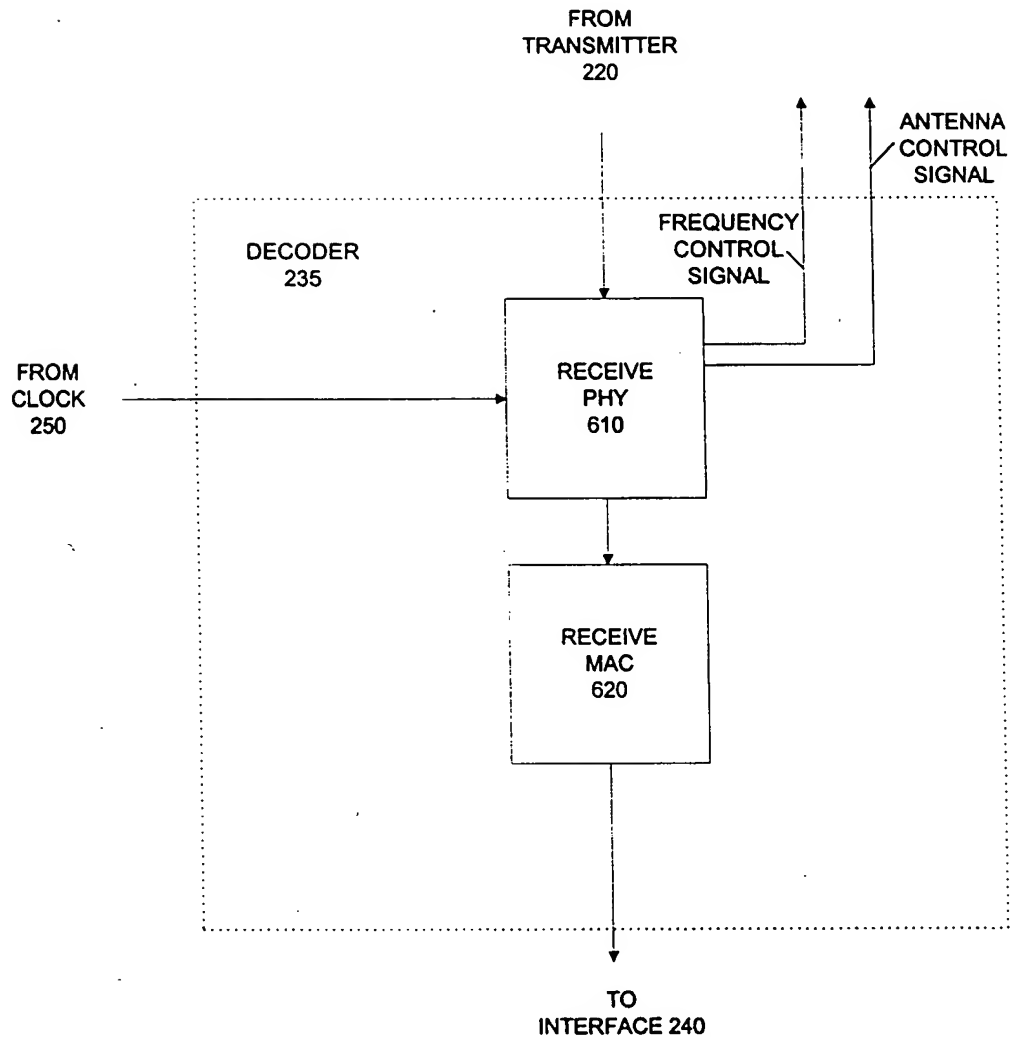 FROM
TRANSMITTER
220
ANTENNA
CONTROL
SIGNAL
FREQUENCY
CONTROL
SIGNAL
DECODER
235
FROM
CLOCK
250
RECEIVE
PHY
610
RECEIVE
MAC
620
TO
INTERFACE 240